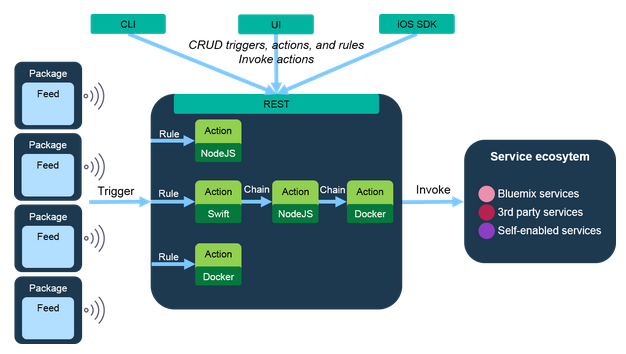 CLI
UI
iOS SDK
CRUD triggers, actions, and rules
Invoke actions
Package
Feed
Package
Feed
Package
Feed
Package
Feed
Trigger
REST
Rule
Action
NodeJS
Rule
Action
Swift
Chain
Action
NodeJS
Chain
Action
Docker
Rule
Action
Docker
Invoke
Service ecosytem
Bluemix services
3rd party services
Self-enabled services